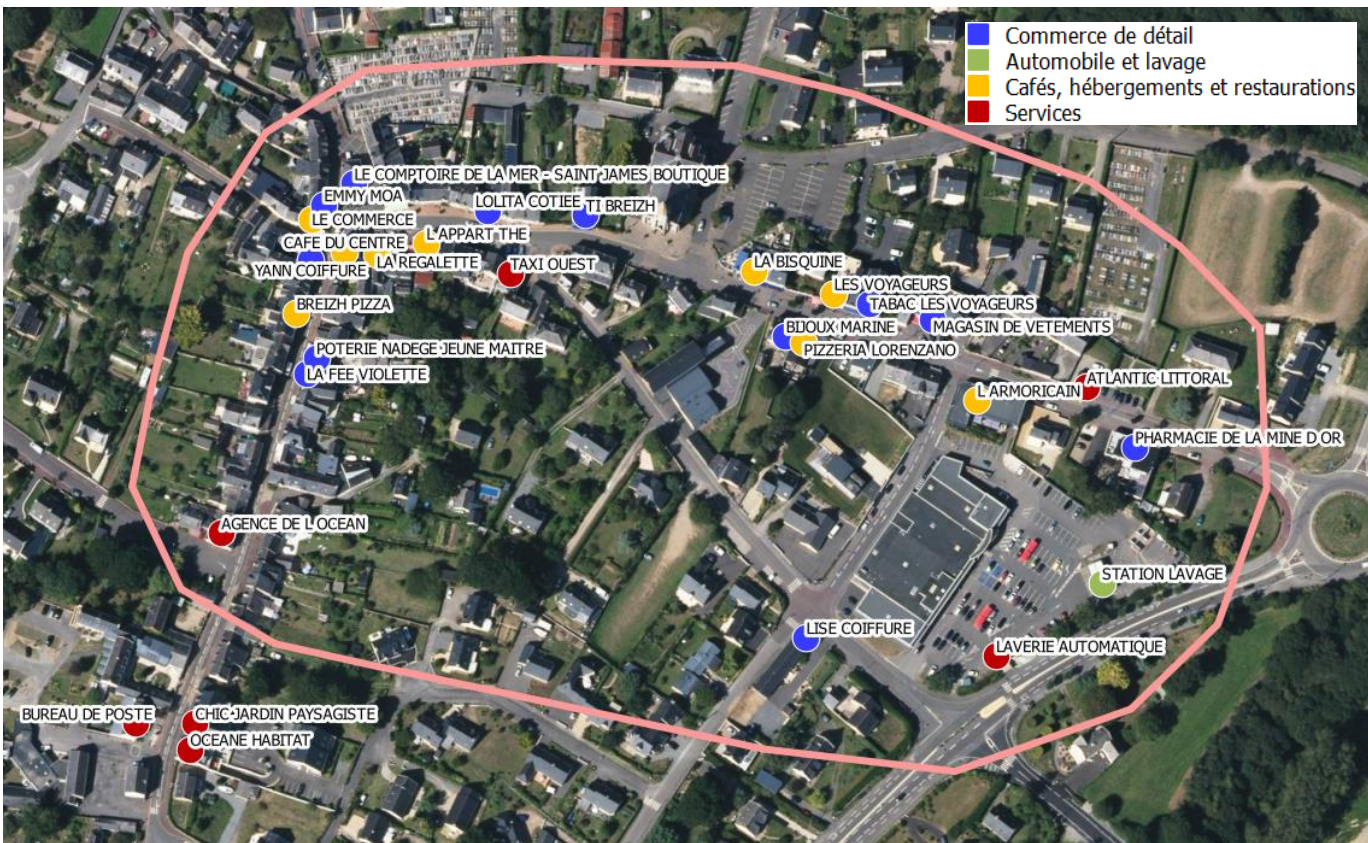 Commerce de détail
Automobile et lavage
Cafés, hébergements et restaurations
Services
LE COMPTOIRE DE LA MER - SAINT JAMES BOUTIQUE
EMMY MOA
LOLITA COTIEE
TI BREIZH
LE COMMERCE
L APPART THE
CAFE DU CENTRE
LA REGALETTE
YANN COIFFURE
TAXI OUEST
LA BISQUINE
LES VOYAGEURS
TABAC LES VOYAGEURS
BREIZH PIZZA
BIJOUX MARINE
MAGASIN DE VETEMENTS
POTERIE NADEGE JEUNE MAITRE
PIZZERIA LORENZANO
LA FEE VIOLETTE
ATLANTIC LITTORAL
L ARMORICAIN
PHARMACIE DE LA MINE D OR
AGENCE DE L OCEAN
STATION LAVAGE
LISE COIFFURE
LAVERIE AUTOMATIQUE
BUREAU DE POSTE
CHIC JARDIN PAYSAGISTE
OCEANE HABITAT